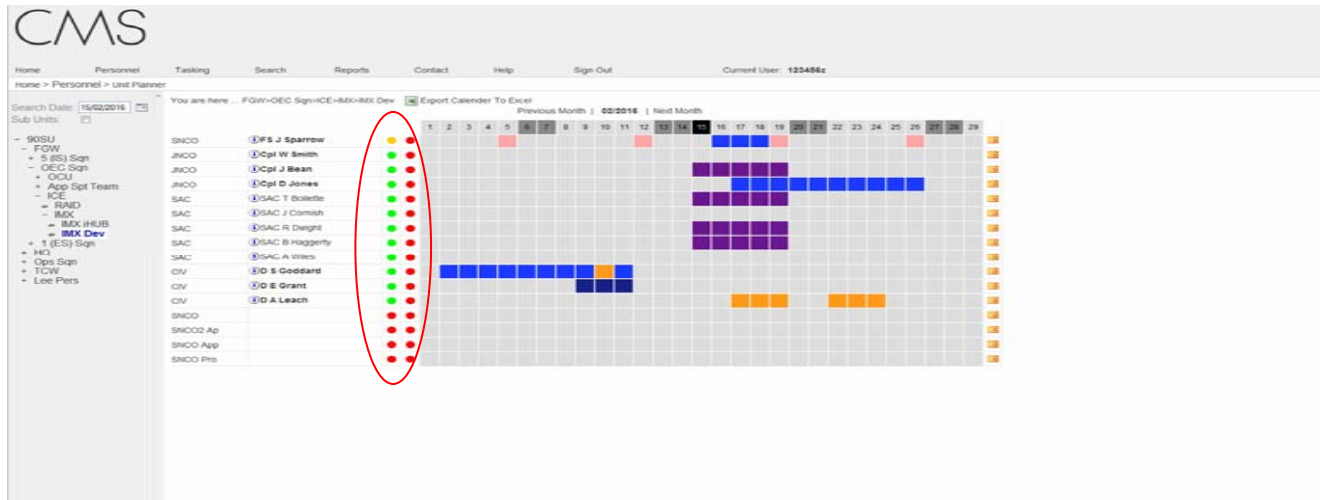 CMS
Home Personnel Tasking Search Reports Contact Help Sign Out Current User: 123456z
Home > Personnel > Unit Planner
You are here ... FGW>OEC Sqn>ICE>IMX>IMX Dev Export Calender To Excel
Search Date: 15/02/2016
Previous Month | 02/2016 | Next Month
Sub Units:
1 2 3 4 5 6 7 8 9 10 11 12 13 14 15 16 17 18 19 20 21 22 23 24 25 26 27 28 29
- 90SU
- FGW
+ 5 (IS) Sqn
- OEC Sqn
+ OCU
+ App Spt Team
- ICE
RAID
- IMX
IMX iHUB
IMX Dev
+ 1 (ES) Sqn
+ HQ
+ Ops Sqn
+ TCW
+ Lee Pers
SNCO FS J Sparrow
JNCO Cpl W Smith
JNCO Cpl J Bean
JNCO Cpl D Jones
SAC SAC T Boilette
SAC SAC J Cornish
SAC SAC R Dwight
SAC SAC B Haggerty
SAC SAC A Wiles
CIV D S Goddard
CIV D E Grant
CIV D A Leach
SNCO
SNCO2 Ap
SNCO App
SNCO Pro